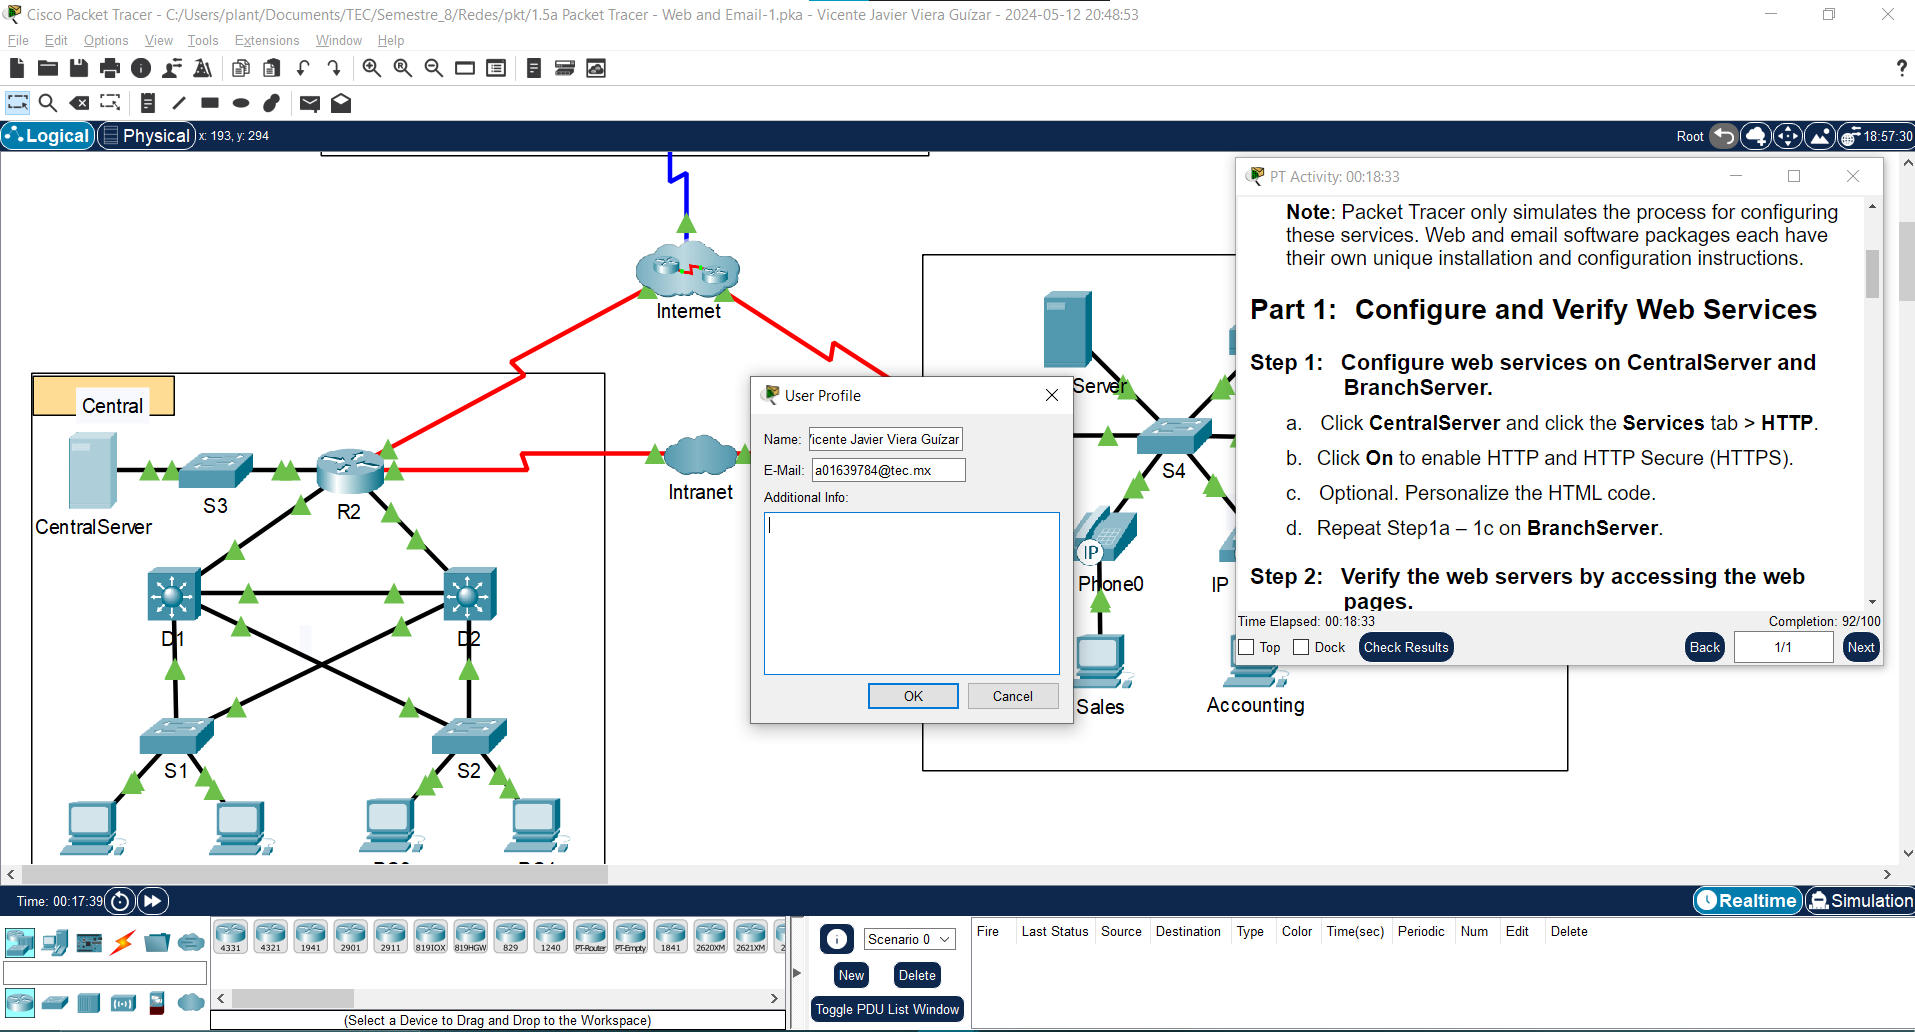 Cisco Packet Tracer - C:/Users/plant/Documents/TEC/Semestre_8/Redes/pkt/1.5a Packet Tracer - Web and Email-1.pka - Vicente Javier Viera Guízar - 2024-05-12 20:48:53
File Edit Options View Tools Extensions Window Help
?
Logical Physical x: 193, y: 294
Root 18:57:30
PT Activity: 00:18:33
Note: Packet Tracer only simulates the process for configuring
these services. Web and email software packages each have
their own unique installation and configuration instructions.
Part 1: Configure and Verify Web Services
Step 1: Configure web services on CentralServer and
BranchServer.
a. Click CentralServer and click the Services tab > HTTP.
b. Click On to enable HTTP and HTTP Secure (HTTPS).
c. Optional. Personalize the HTML code.
d. Repeat Step1a – 1c on BranchServer.
Step 2: Verify the web servers by accessing the web
pages.
Time Elapsed: 00:18:33 Completion: 92/100
Top Dock Check Results Back 1/1 Next
Internet
Central
CentralServer
S3
R2
Intranet
D1
D2
S1
S2
Server
S4
IP
Phone0
IP
Sales
Accounting
User Profile
Name: icente Javier Viera Guízar
E-Mail: a01639784@tec.mx
Additional Info:
OK Cancel
Time: 00:17:39
Realtime Simulation
4331 4321 1941 2901 2911 819IOX 819HGW 829 1240 PT-Router PT-Empty 1841 2620XM 2621XM 2
(Select a Device to Drag and Drop to the Workspace)
Scenario 0
New Delete
Toggle PDU List Window
Fire Last Status Source Destination Type Color Time(sec) Periodic Num Edit Delete